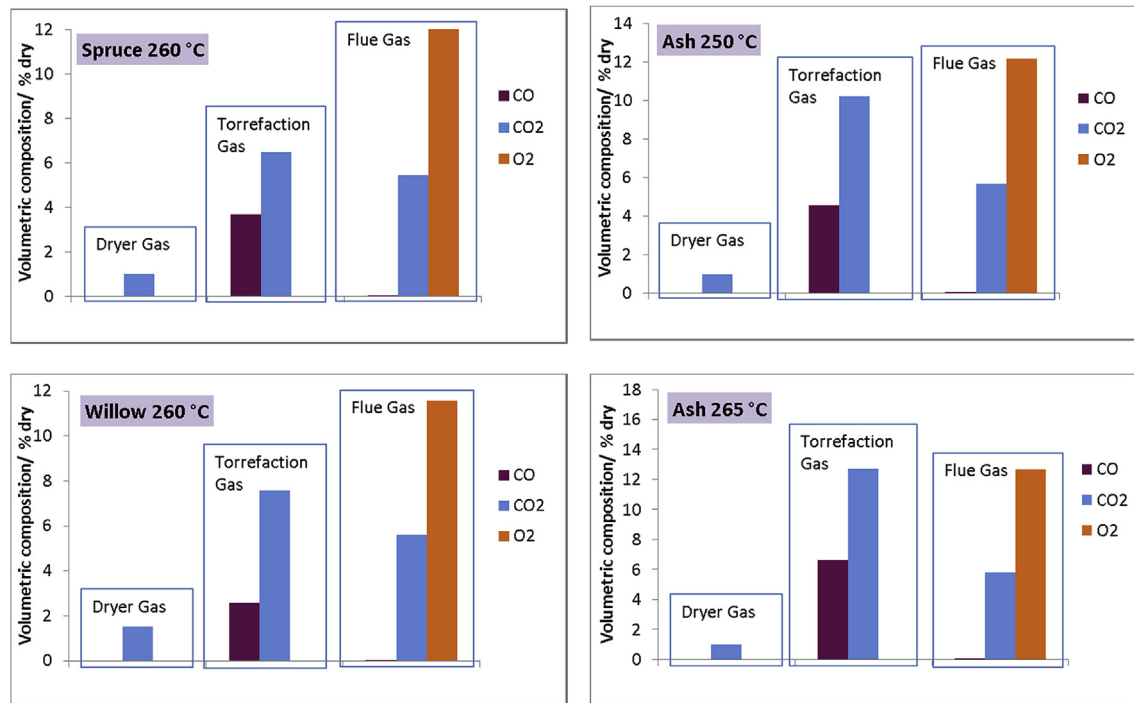 Spruce 260 °C
Volumetric composition/ % dry
12
10
8
6
4
2
0
Dryer Gas
Torrefaction
Gas
Flue Gas
CO
CO2
O2
Ash 250 °C
Volumetric composition/ % dry
14
12
10
8
6
4
2
0
Dryer Gas
Torrefaction
Gas
Flue Gas
CO
CO2
O2
Willow 260 °C
Volumetric composition/ % dry
12
10
8
6
4
2
0
Dryer Gas
Torrefaction
Gas
Flue Gas
CO
CO2
O2
Ash 265 °C
Volumetric composition/ % dry
18
16
14
12
10
8
6
4
2
0
Dryer Gas
Torrefaction
Gas
Flue Gas
CO
CO2
O2